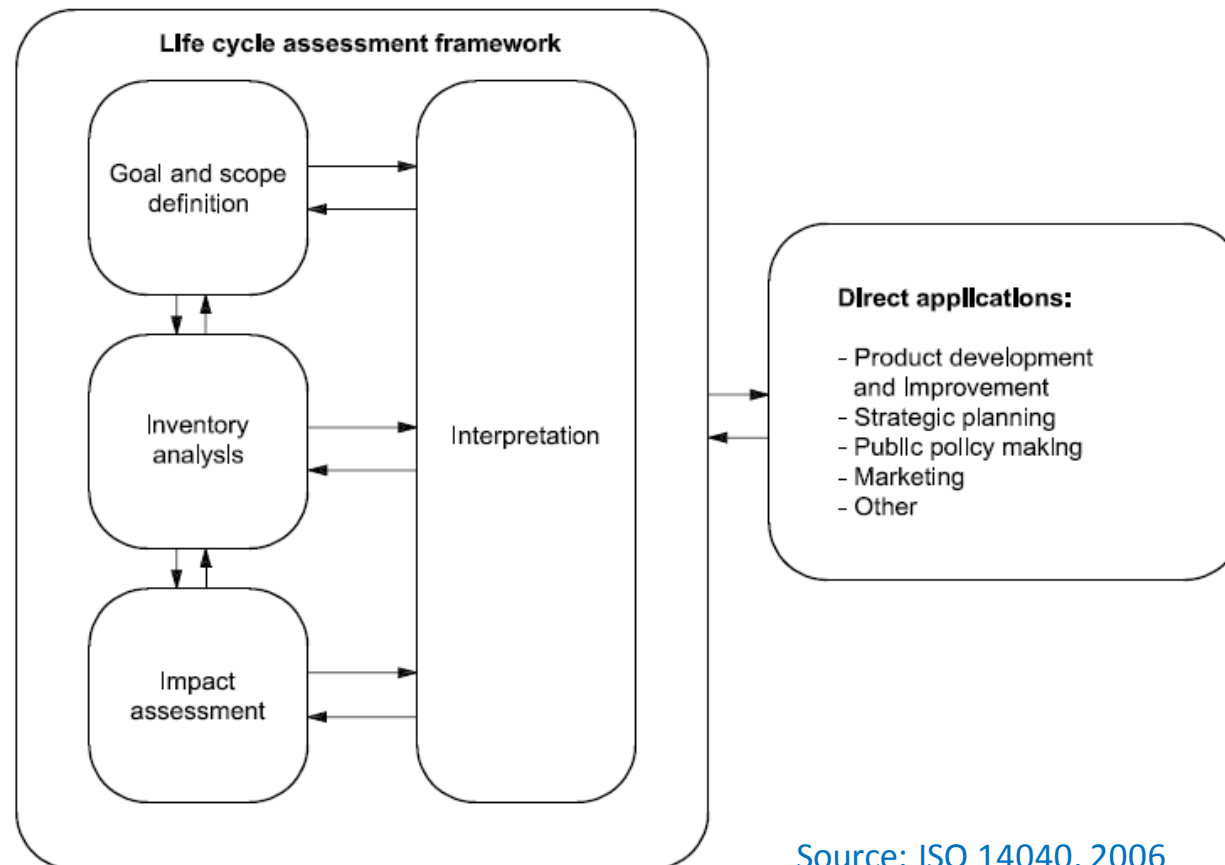 Life cycle assessment framework
Goal and scope
definition
Inventory
analysis
Impact
assessment
Interpretation
Direct applications:
- Product development
and Improvement
- Strategic planning
- Public policy making
- Marketing
- Other
Source: ISO 14040, 2006